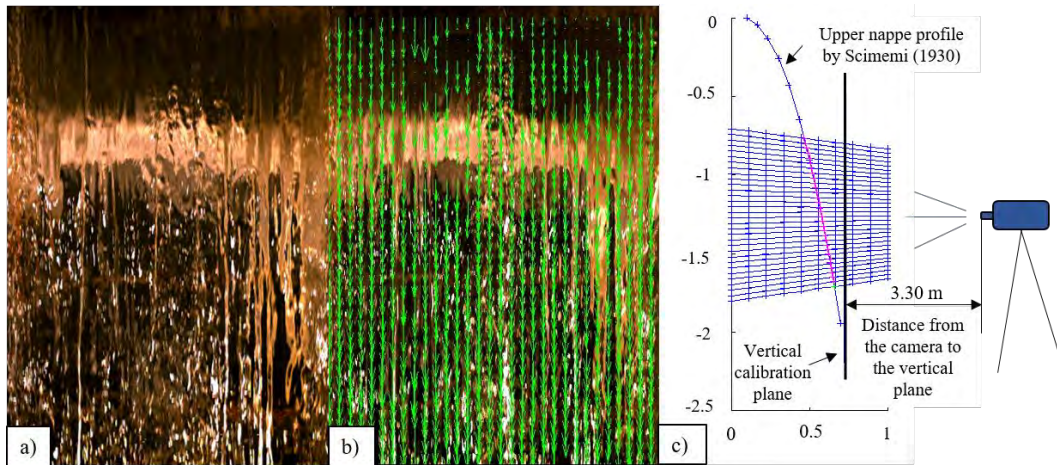 a)
b)
c)
0
-0.5
-1
-1.5
-2
-2.5
0
0.5
1
Upper nappe profile
by Scimemi (1930)
3.30 m
Distance from
the camera to
the vertical
plane
Vertical
calibration
plane